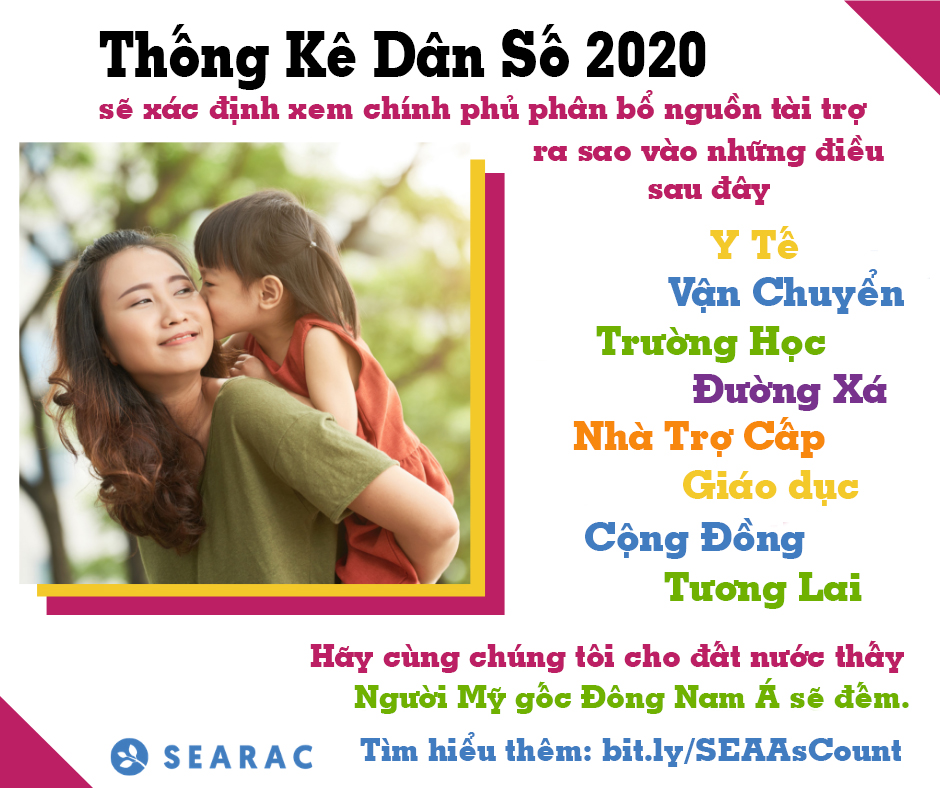 Thống Kê Dân Số 2020
sẽ xác định xem chính phủ phân bổ nguồn tài trợ
ra sao vào những điều
sau đây
Y Tế
Vận Chuyển
Trường Học
Đường Xá
Nhà Trợ Cấp
Giáo dục
Cộng Đồng
Tương Lai
Hãy cùng chúng tôi cho đất nước thấy
Người Mỹ gốc Đông Nam Á sẽ đếm.
SEARAC
Tìm hiểu thêm: bit.ly/SEAAsCount